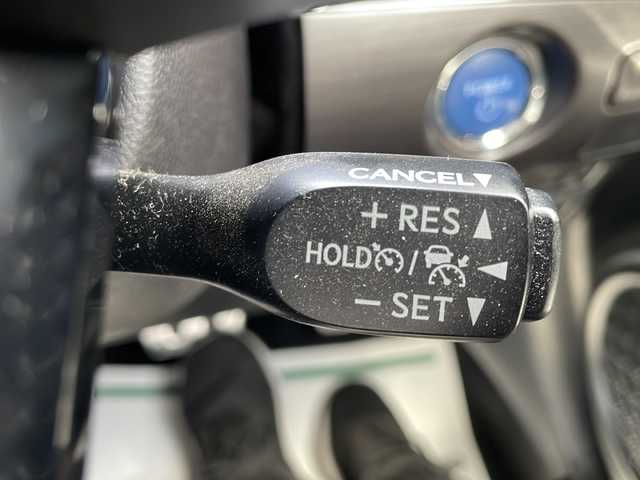 CANCEL
+ RES
HOLD /
− SET